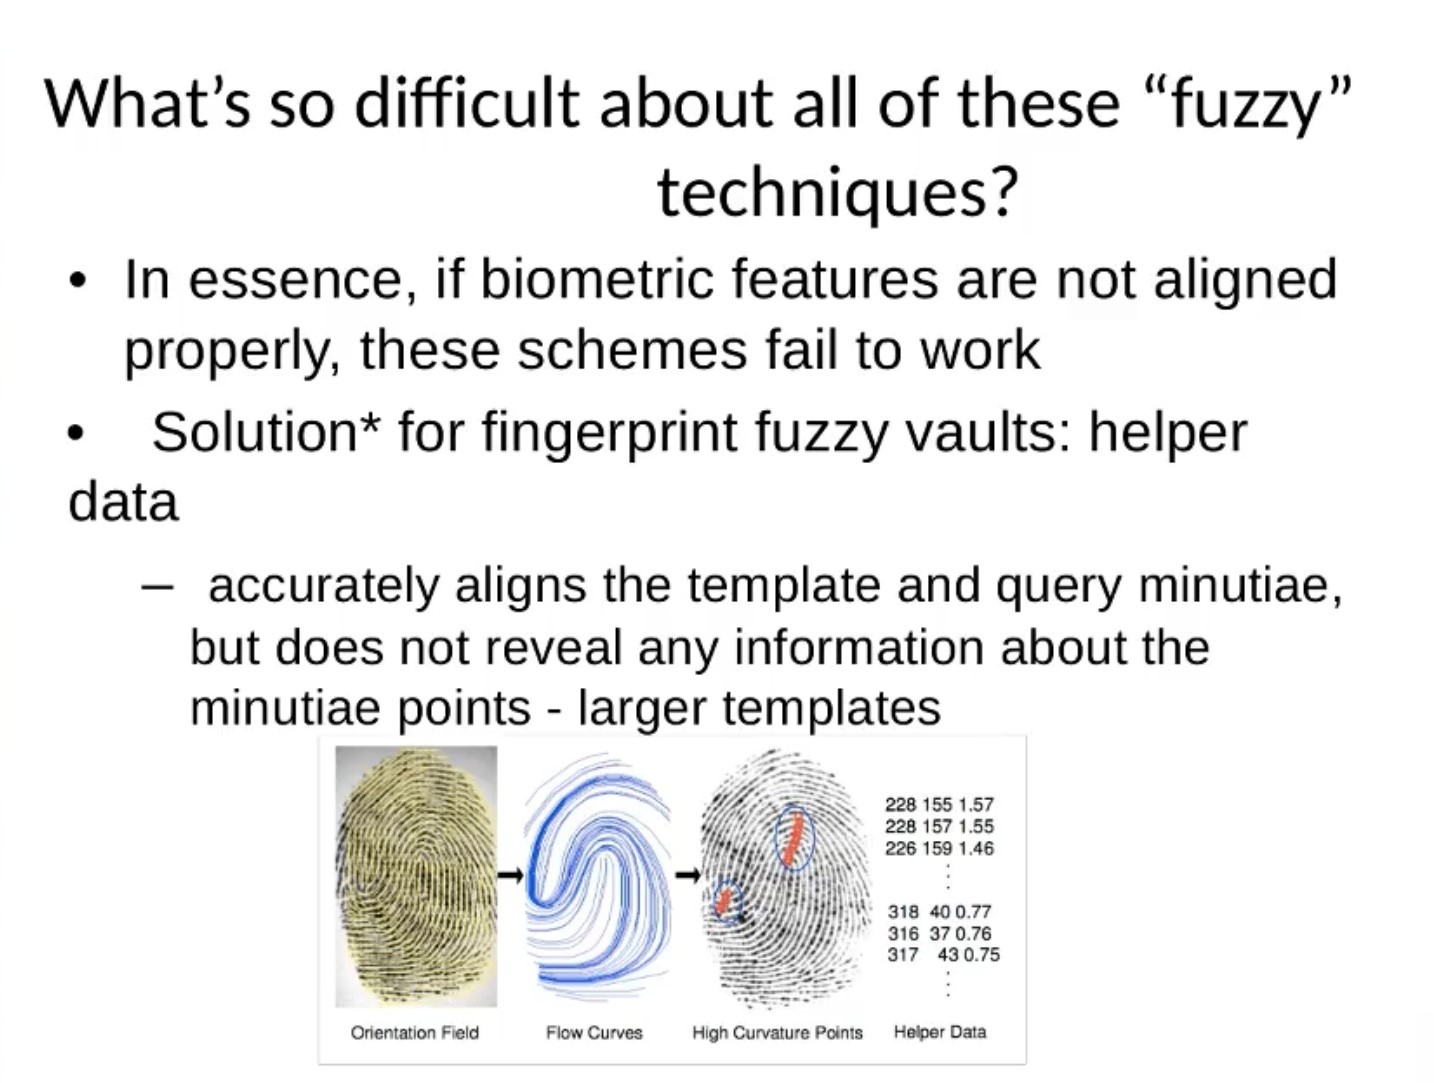 What’s so difficult about all of these “fuzzy”
techniques?
• In essence, if biometric features are not aligned
properly, these schemes fail to work
• Solution* for fingerprint fuzzy vaults: helper
data
– accurately aligns the template and query minutiae,
but does not reveal any information about the
minutiae points - larger templates
228 155 1.57
228 157 1.55
226 159 1.46
318 40 0.77
316 37 0.76
317 43 0.75
Orientation Field
Flow Curves
High Curvature Points
Helper Data